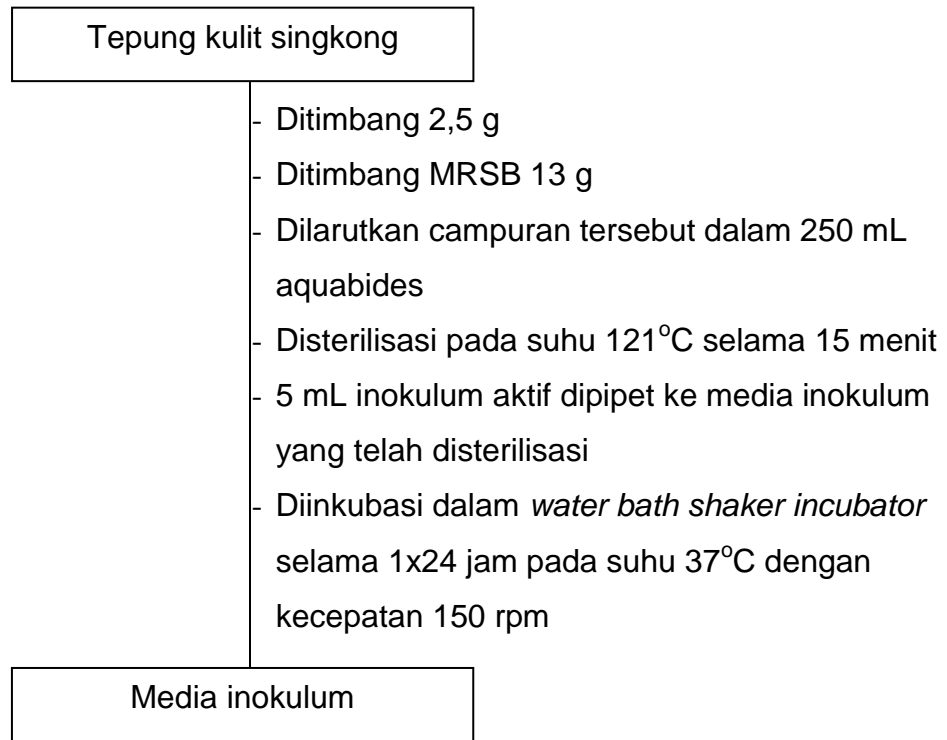 Tepung kulit singkong
- Ditimbang 2,5 g
- Ditimbang MRSB 13 g
- Dilarutkan campuran tersebut dalam 250 mL
aquabides
- Disterilisasi pada suhu 121°C selama 15 menit
- 5 mL inokulum aktif dipipet ke media inokulum
yang telah disterilisasi
- Diinkubasi dalam water bath shaker incubator
selama 1x24 jam pada suhu 37°C dengan
kecepatan 150 rpm
Media inokulum